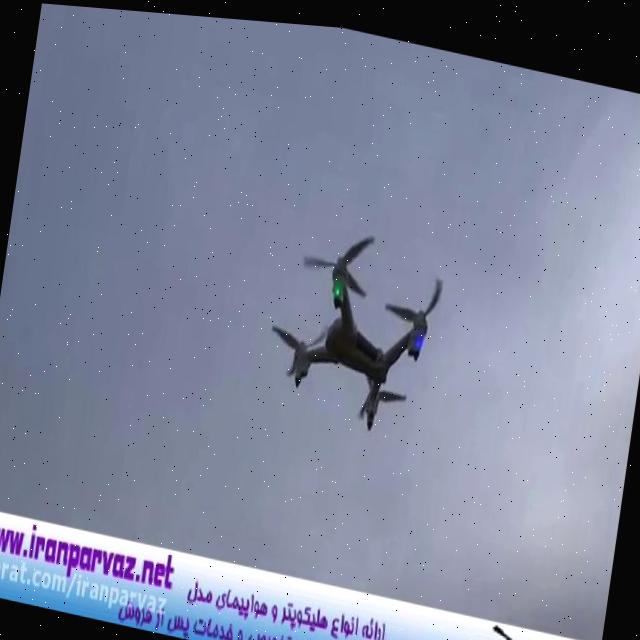 www.iranparvaz.net
ارائه انواع هلیکوپتر و هواپیمای مدل
rat.com/iranparvaz
و خدمات پس از فروش